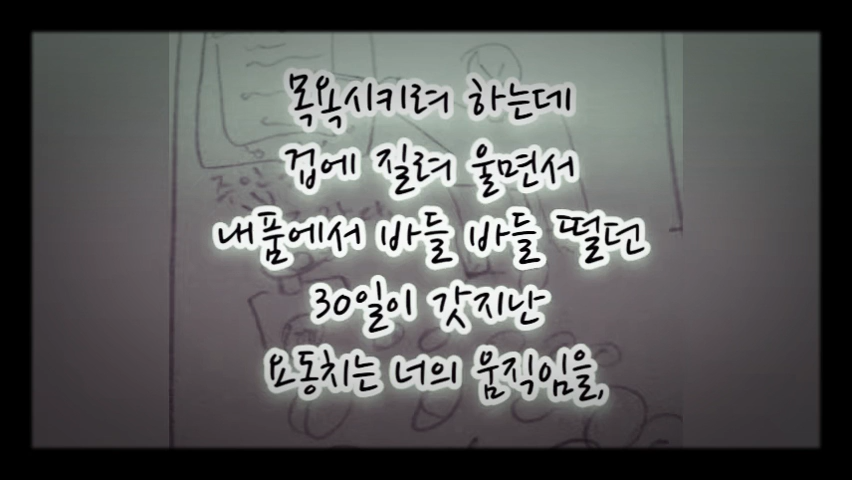 목욕시키려 하는데
겁에 질려 울면서
내품에서 바들 바들 떨던
30일이 갓지난
요동치는 너의 움직임을,